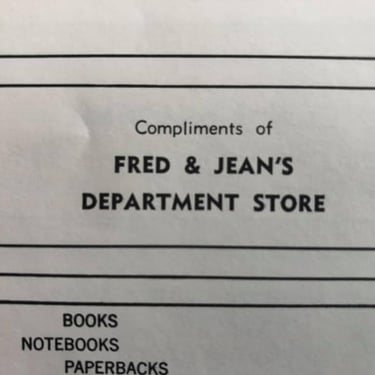 Compliments of
FRED & JEAN'S
DEPARTMENT STORE
BOOKS
NOTEBOOKS
PAPERBACKS